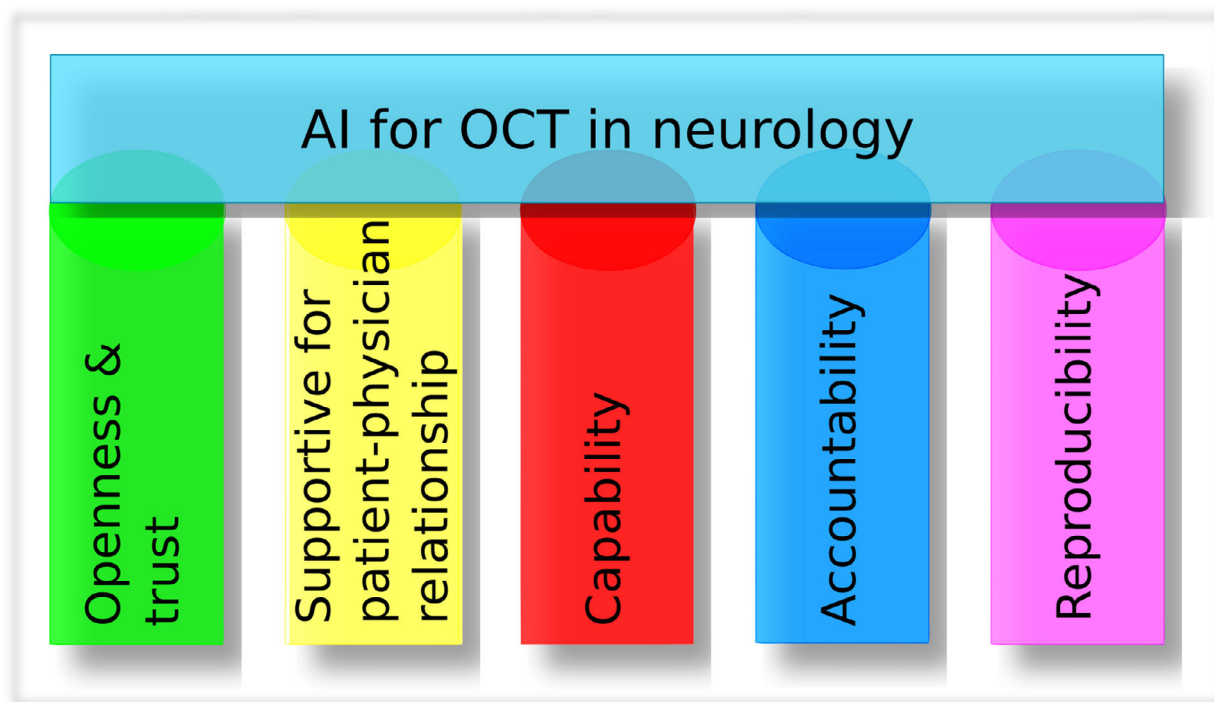 AI for OCT in neurology
Openness &
trust
Supportive for
patient-physician
relationship
Capability
Accountability
Reproducibility